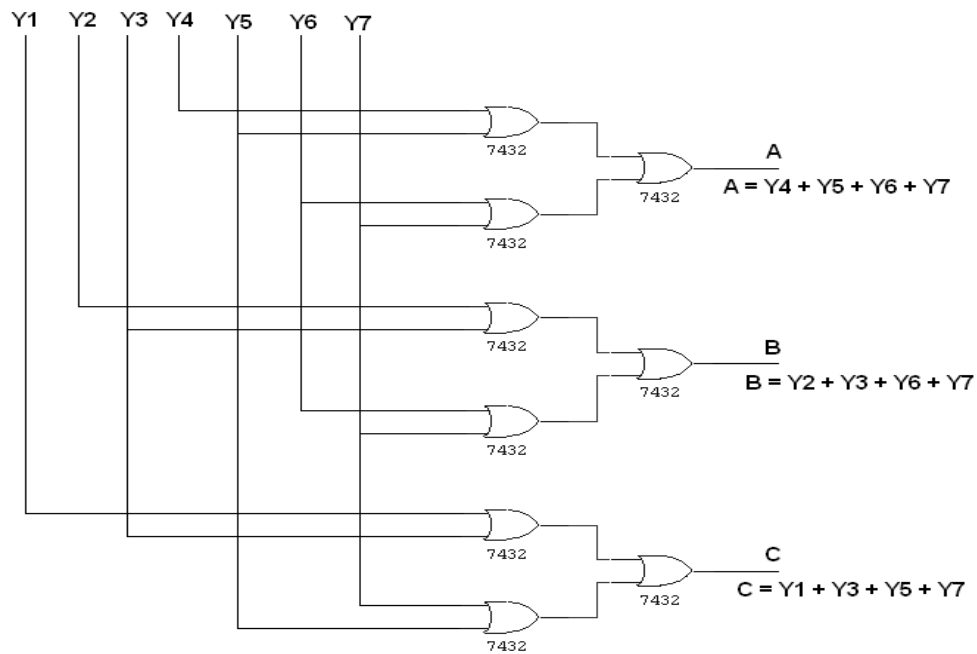 Y1 Y2 Y3 Y4 Y5 Y6 Y7
7432
A
7432
A = Y4 + Y5 + Y6 + Y7
7432
7432
B
7432
B = Y2 + Y3 + Y6 + Y7
7432
7432
C
7432
C = Y1 + Y3 + Y5 + Y7
7432